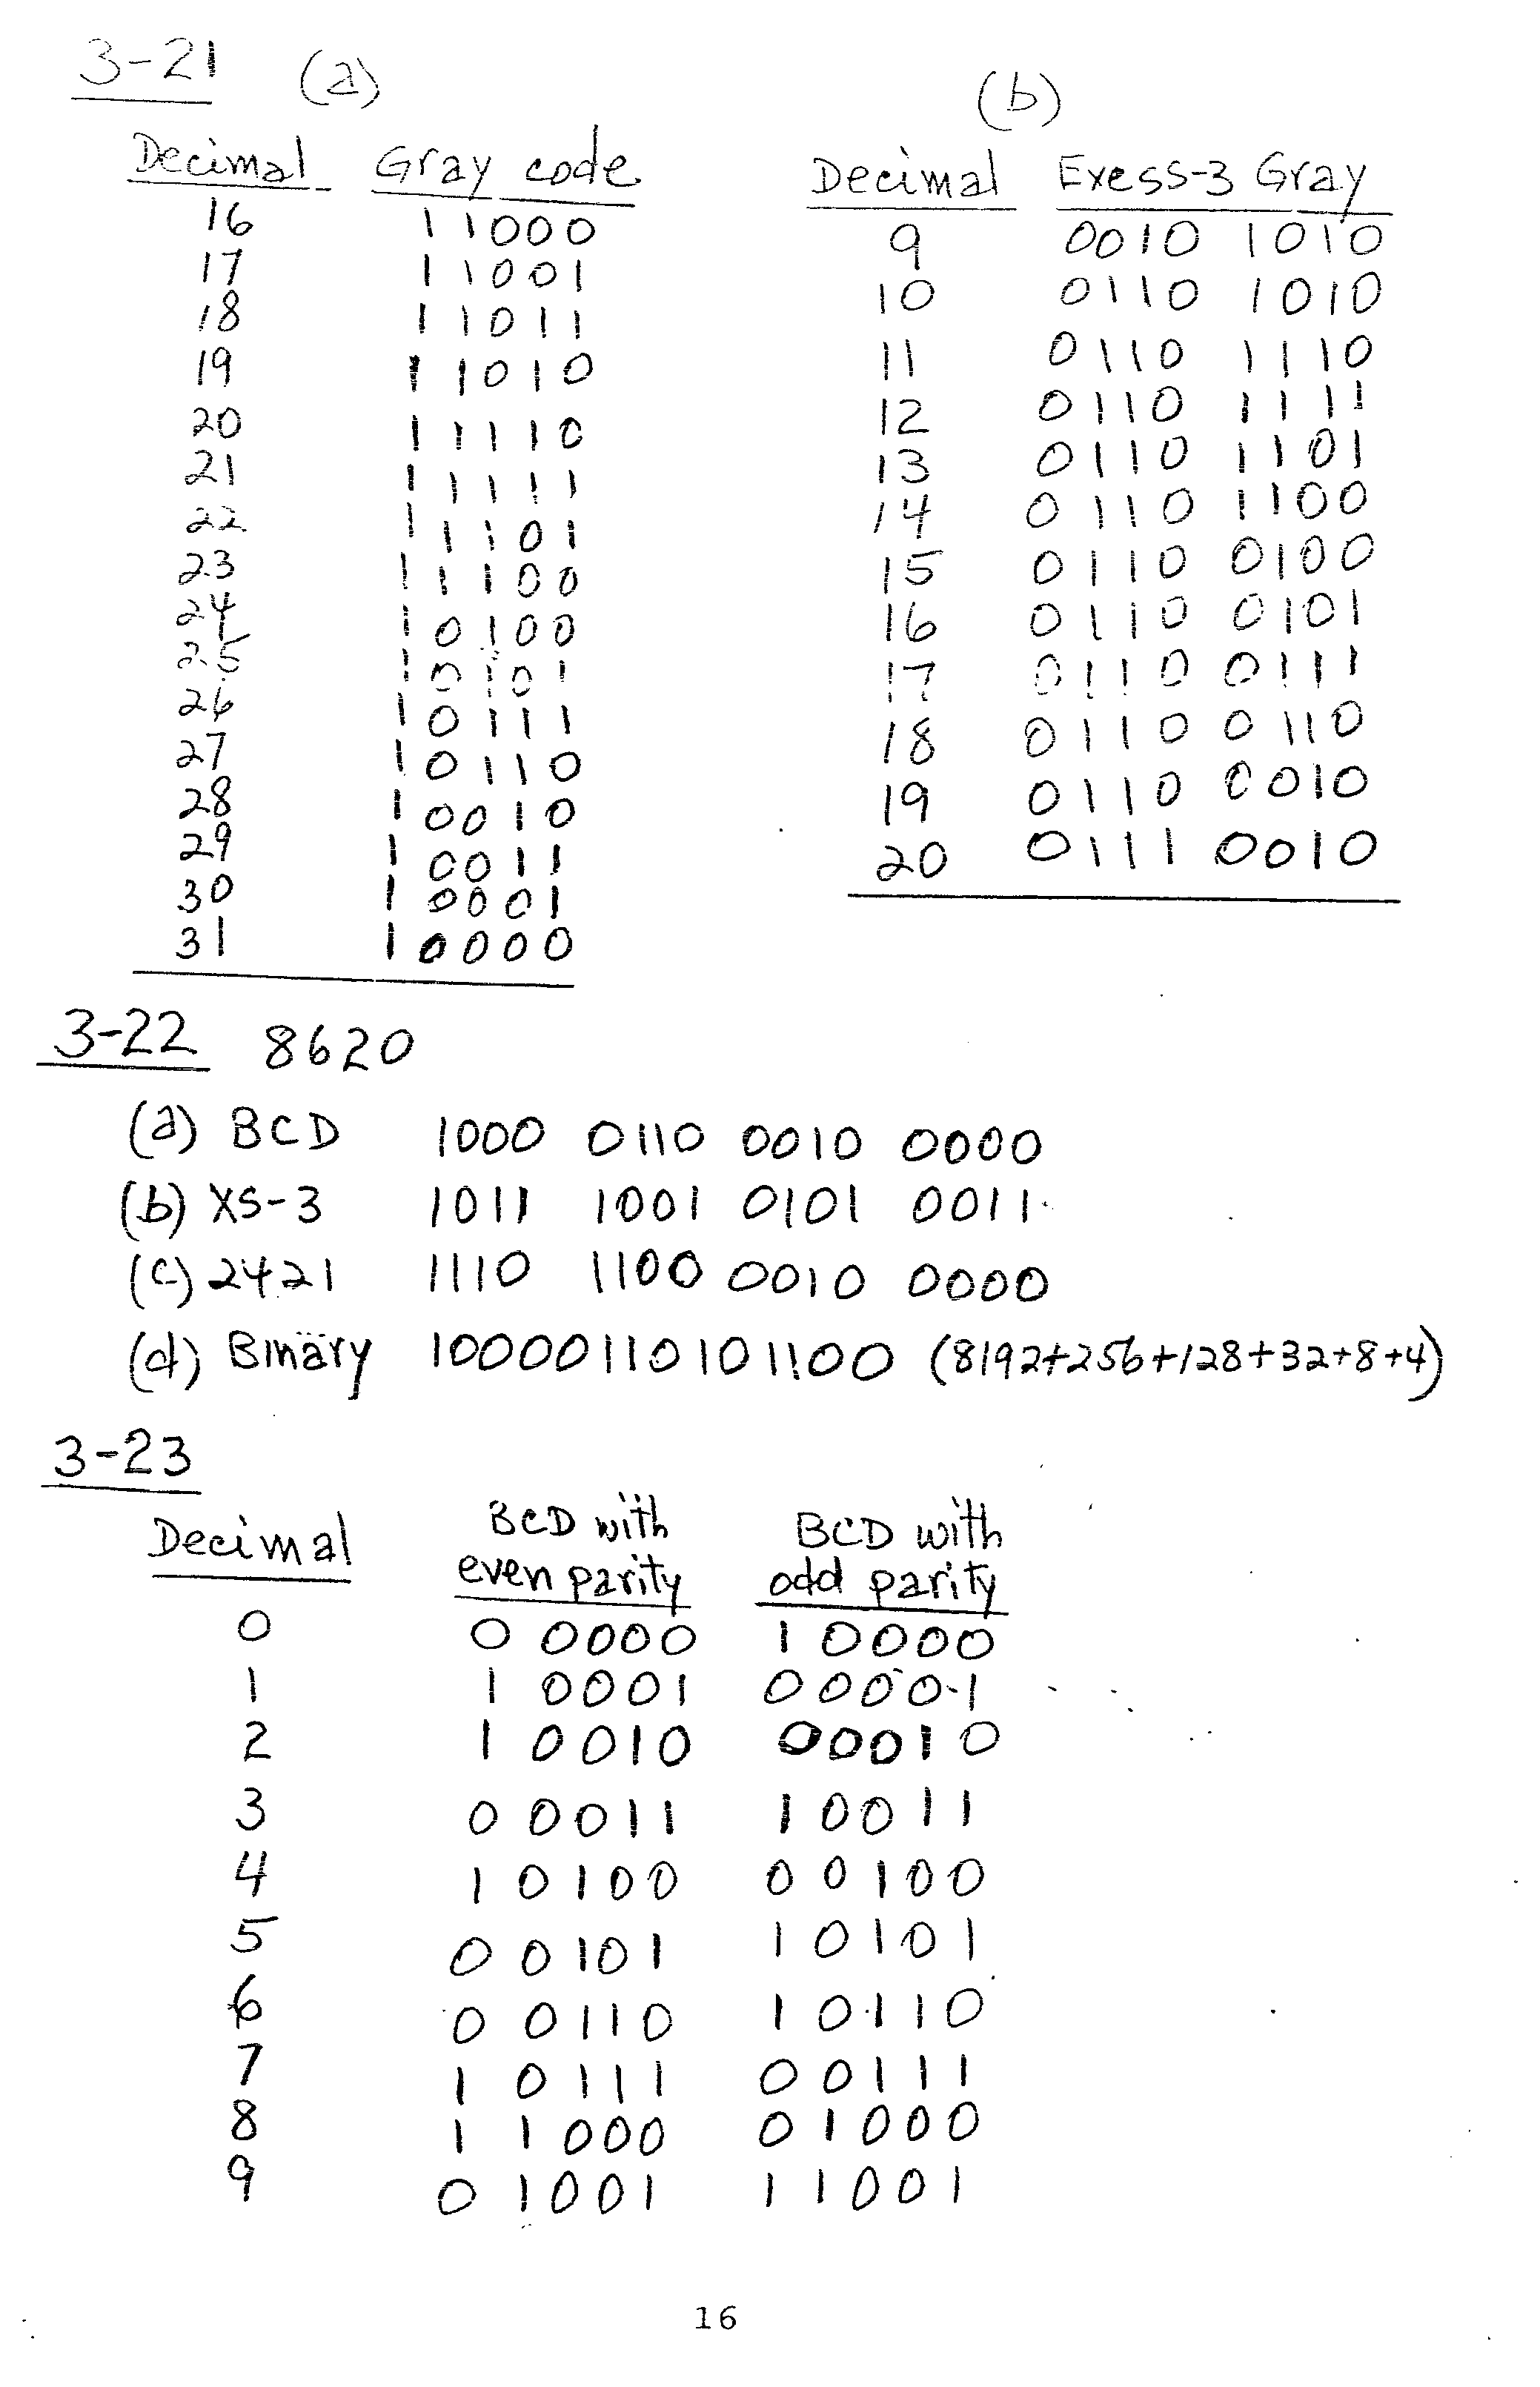 3-21 (a)
Decimal Gray code
16 11000
17 11001
18 11011
19 11010
20 11110
21 11111
22 11101
23 11100
24 10100
25 10101
26 10111
27 10110
28 10010
29 10011
30 10001
31 10000
(b)
Decimal Exess-3 Gray
9 0010 1010
10 0110 1010
11 0110 1110
12 0110 1111
13 0110 1101
14 0110 1100
15 0110 0100
16 0110 0101
17 0110 0111
18 0110 0110
19 0110 0010
20 0111 0010
3-22 8620
(a) BCD 1000 0110 0010 0000
(b) XS-3 1011 1001 0101 0011
(c) 2421 1110 1100 0010 0000
(d) Binary 10000110101100 (8192+256+128+32+8+4)
3-23
Decimal BCD with even parity BCD with odd parity
0 0 0000 1 0000
1 1 0001 0 0001
2 1 0010 0 0010
3 0 0011 1 0011
4 1 0100 0 0100
5 0 0101 1 0101
6 0 0110 1 0110
7 1 0111 0 0111
8 1 1000 0 1000
9 0 1001 1 1001
16